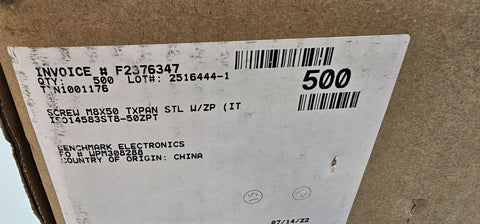 INVOICE # F2376347
QTY: 500 LOT#: 2516444-1
500
T N1001176
SCREW M8X50 TXPAN STL W/ZP (IT
ISO14583ST8-50ZPT
BENCHMARK ELECTRONICS
PO # WPM308288
COUNTRY OF ORIGIN: CHINA
07/14/22